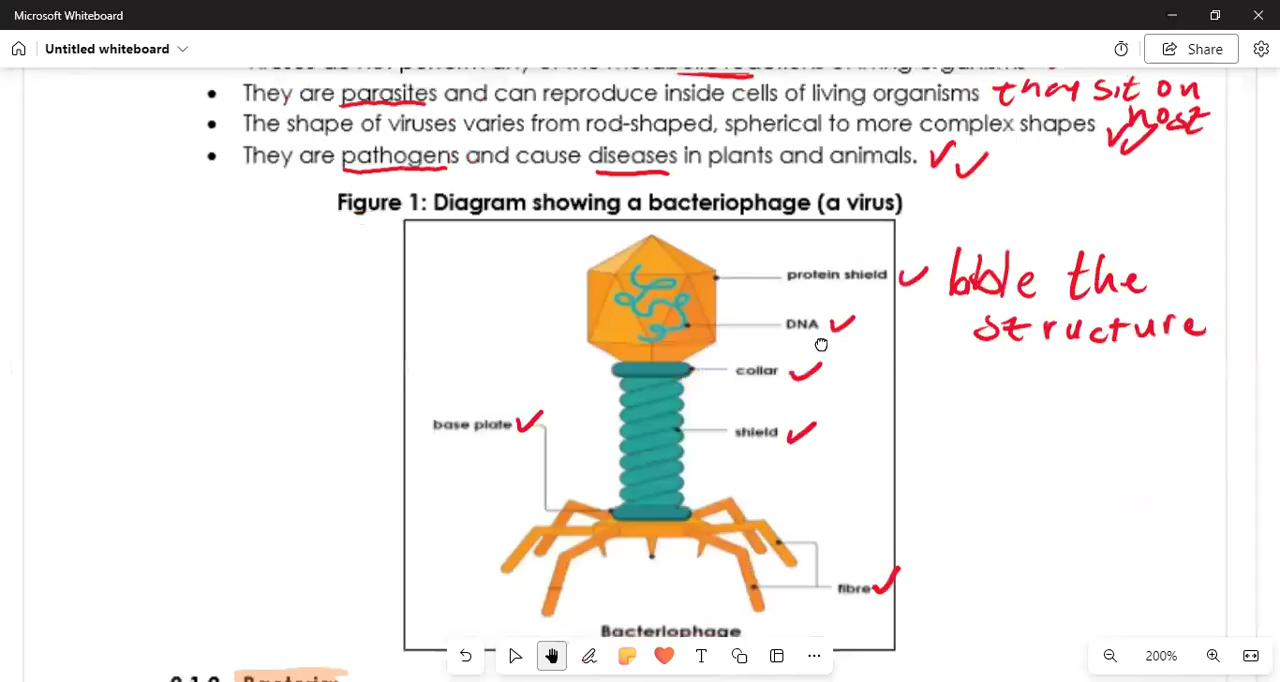 Microsoft Whiteboard
Untitled whiteboard
Share
• They are parasites and can reproduce inside cells of living organisms they sit on
host
• The shape of viruses varies from rod-shaped, spherical to more complex shapes
• They are pathogens and cause diseases in plants and animals.
Figure 1: Diagram showing a bacteriophage (a virus)
protein shield
the
structure
DNA
collar
base plate
shield
fibre
Bacteriophage
200%